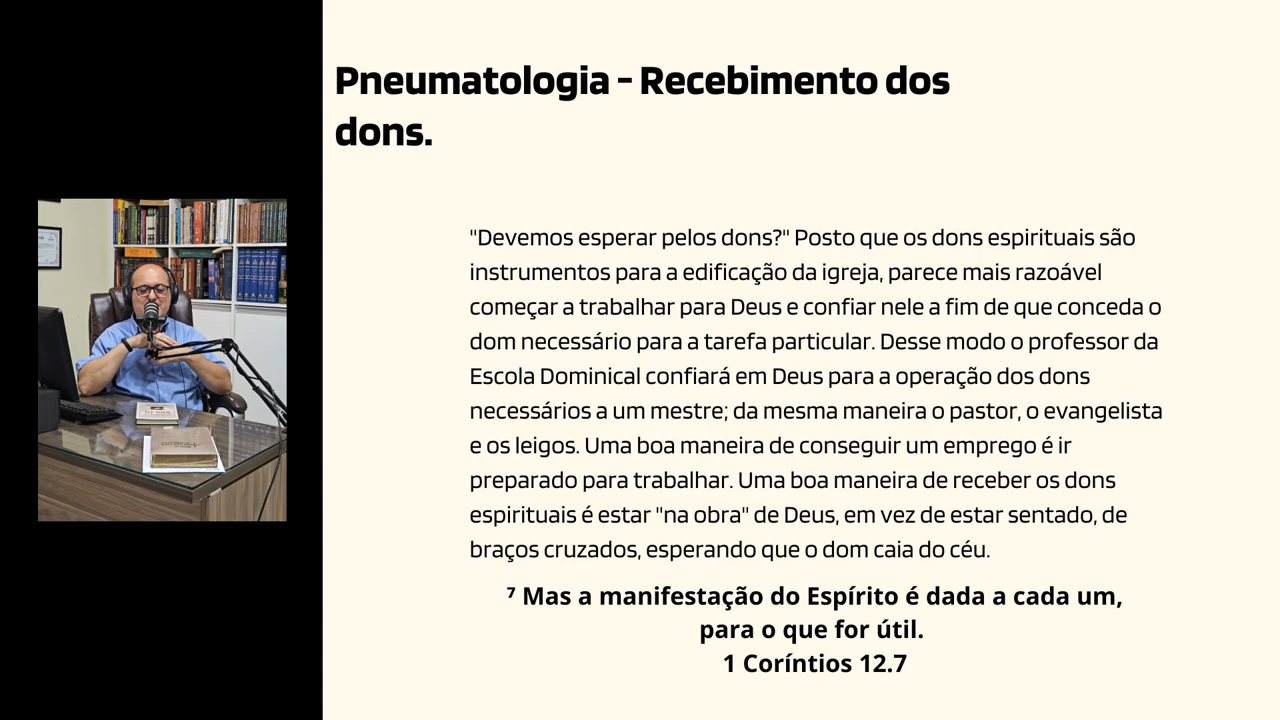 Pneumatologia - Recebimento dos
dons.
"Devemos esperar pelos dons?" Posto que os dons espirituais são
instrumentos para a edificação da igreja, parece mais razoável
começar a trabalhar para Deus e confiar nele a fim de que conceda o
dom necessário para a tarefa particular. Desse modo o professor da
Escola Dominical confiará em Deus para a operação dos dons
necessários a um mestre; da mesma maneira o pastor, o evangelista
e os leigos. Uma boa maneira de conseguir um emprego é ir
preparado para trabalhar. Uma boa maneira de receber os dons
espirituais é estar "na obra" de Deus, em vez de estar sentado, de
braços cruzados, esperando que o dom caia do céu.
⁷ Mas a manifestação do Espírito é dada a cada um,
para o que for útil.
1 Coríntios 12.7